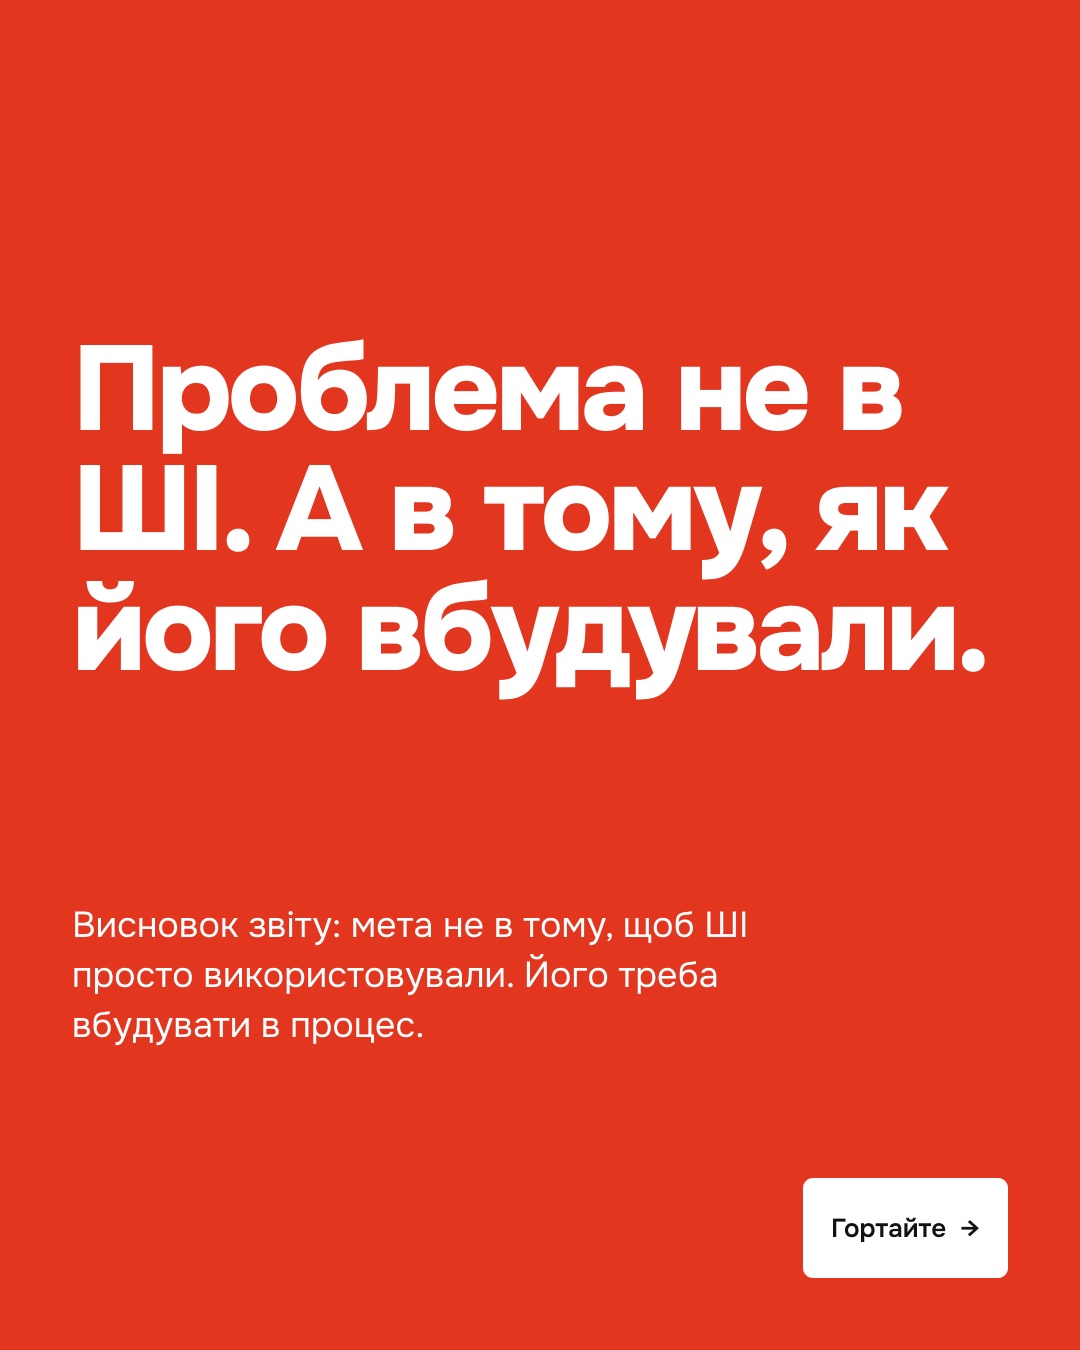 Проблема не в
ШІ. А в тому, як
його вбудували.
Висновок звіту: мета не в тому, щоб ШІ
просто використовували. Його треба
вбудувати в процес.
Гортайте →